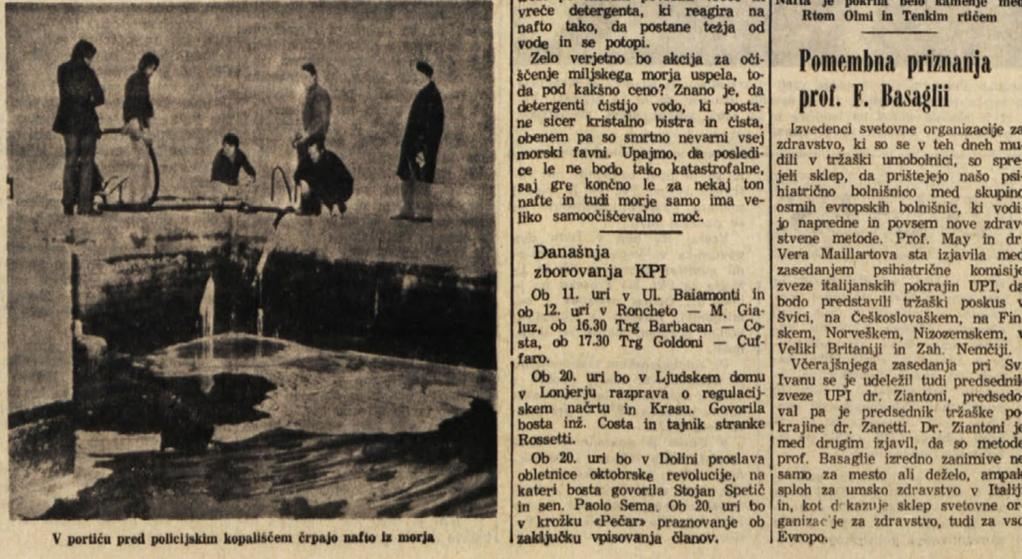 V portiću pred policijskim kopališčem črpajo nafto iz morja
vreče detergenta, ki reagira na
nafto tako, da postane težja od
vode in se potopi.
Zelo verjetno bo akcija za oči-
ščenje miljskega morja uspela, to-
da pod kakšno ceno? Znano je, da
detergenti čistijo vodo, ki posta-
ne sicer kristalno bistra in čista,
obenem pa so smrtno nevarni vsej
morski favni. Upajmo, da posledi-
ce le ne bodo tako katastrofalne,
saj gre končno le za nekaj ton
nafte in tudi morje samo ima ve-
liko samoočiščevalno moč.
Današnja
zborovanja KPI
Ob 11. uri v Ul. Baiamonti in
ob 12. uri v Roncheto — M. Gia-
luz, ob 16.30 Trg Barbacan — Co-
sta, ob 17.30 Trg Goldoni — Cuf-
faro.
Ob 20. uri bo v Ljudskem domu
v Lonjerju razprava o regulacij-
skem načrtu in Krasu. Govorila
bosta inž. Costa in tajnik stranke
Rossetti.
Ob 20. uri bo v Dolini proslava
obletnice oktobrske revolucije, na
kateri bosta govorila Stojan Spetič
in sen. Paolo Sema. Ob 20. uri bo
v krožku «Pečar» praznovanje ob
zaključku vpisovanja članov.
Nafta je pokrila belo kamenje med
Rtom Olmi in Tenkim rtičem
Pomembna priznanja
prof. F. Basaglii
Izvedenci svetovne organizacije za
zdravstvo, ki so se v teh dneh mu-
dili v tržaški umobolnici, so spre-
jeli sklep, da prištejejo našo psi-
hiatrično bolnišnico med skupino
osmih evropskih bolnišnic, ki vodi-
jo napredne in povsem nove zdrav-
stvene metode. Prof. May in dr.
Vera Maillartova sta izjavila med
zasedanjem psihiatrične komisije
zveze italijanskih pokrajin UPI, da
bodo predstavili tržaški poskus v
Švici, na Češkoslovaškem, na Fin-
skem, Norveškem, Nizozemskem, v
Veliki Britaniji in Zah. Nemčiji.
Včerajšnjega zasedanja pri Sv.
Ivanu se je udeležil tudi predsednik
zveze UPI dr. Ziantoni, predsedo-
val pa je predsednik tržaške po-
krajine dr. Zanetti. Dr. Ziantoni je
med drugim izjavil, da so metode
prof. Basaglie izredno zanimive ne
samo za mesto ali deželo, ampak
sploh za umsko zdravstvo v Italiji
in, kot dokazuje sklep svetovne or-
ganizacije za zdravstvo, tudi za vso
Evropo.